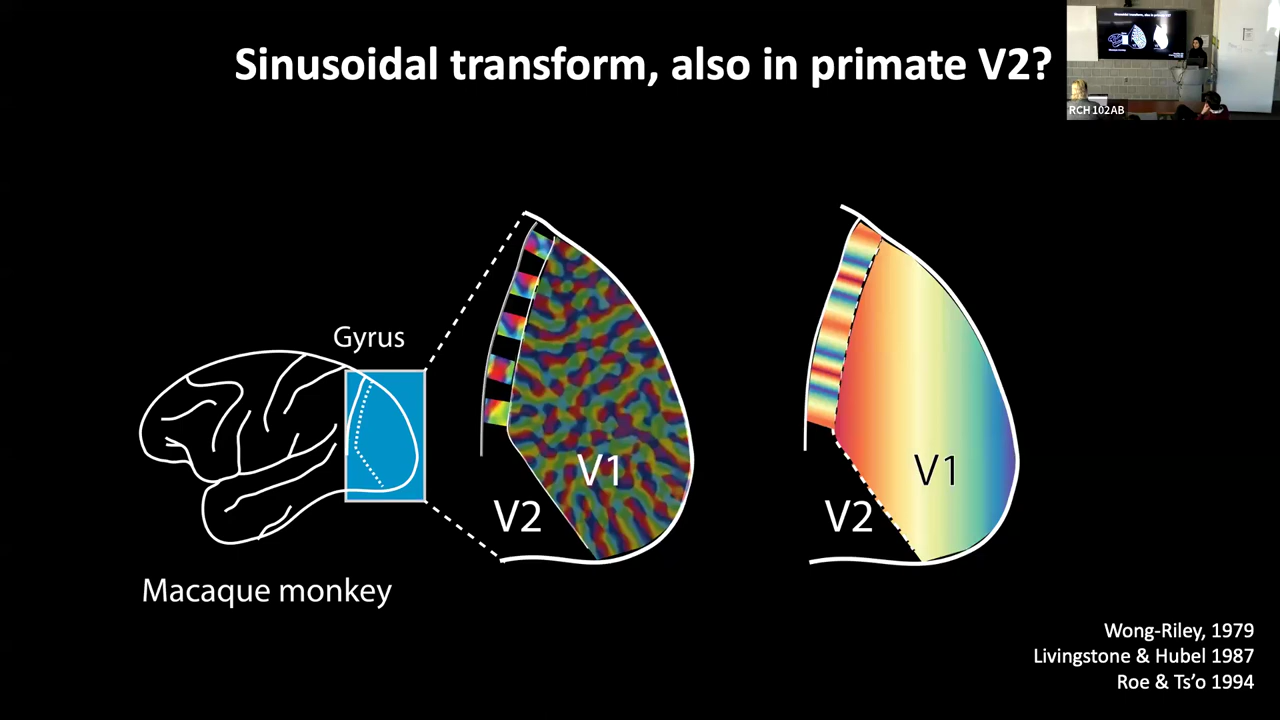 Sinusoidal transform, also in primate V2?
RCH 102AB
Gyrus
V1
V2
V1
V2
Macaque monkey
Wong-Riley, 1979
Livingstone & Hubel 1987
Roe & Ts’o 1994